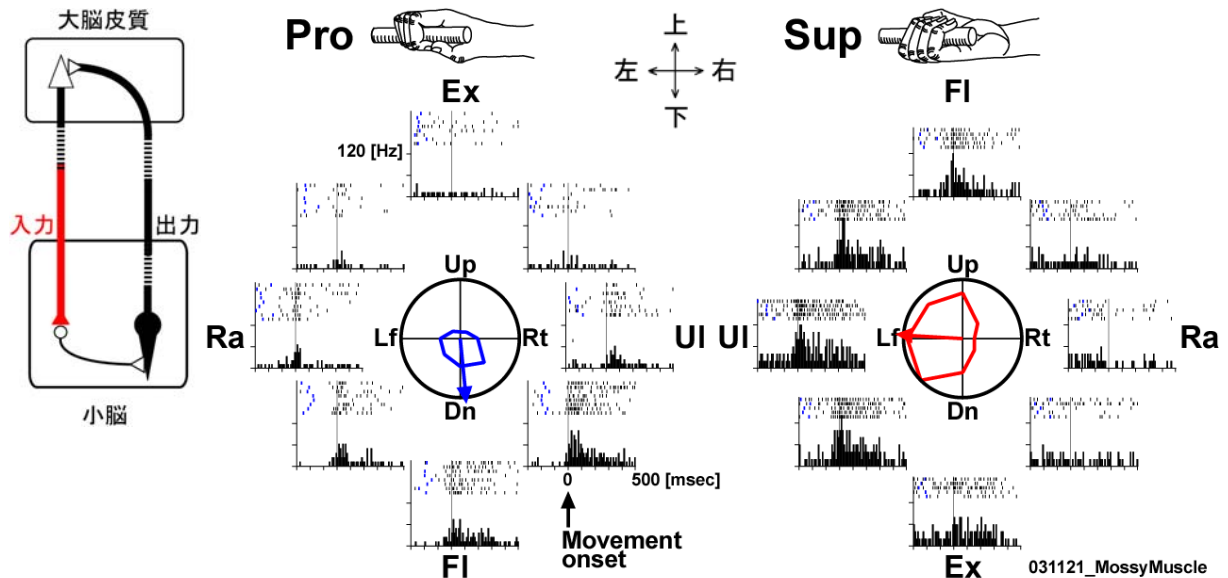 大脳皮質
入力
出力
小脳
Pro
Ex
上
左
右
下
Sup
Fl
120 [Hz]
Up
Lf
Rt
Dn
Ra
Ul
Fl
0
500 [msec]
Movement
onset
Up
Lf
Rt
Dn
Ul
Ra
Ex
031121_MossyMuscle